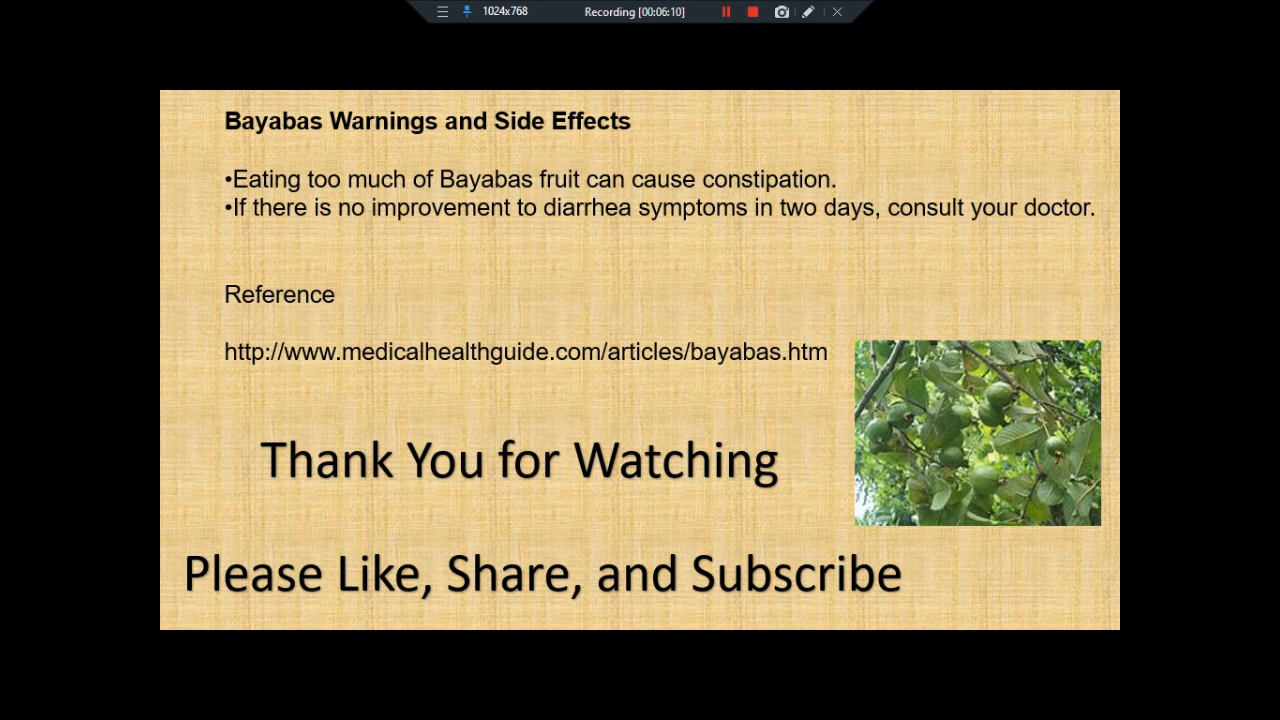 1024x768
Recording [00:06:10]
Bayabas Warnings and Side Effects
•Eating too much of Bayabas fruit can cause constipation.
•If there is no improvement to diarrhea symptoms in two days, consult your doctor.
Reference
http://www.medicalhealthguide.com/articles/bayabas.htm
Thank You for Watching
Please Like, Share, and Subscribe